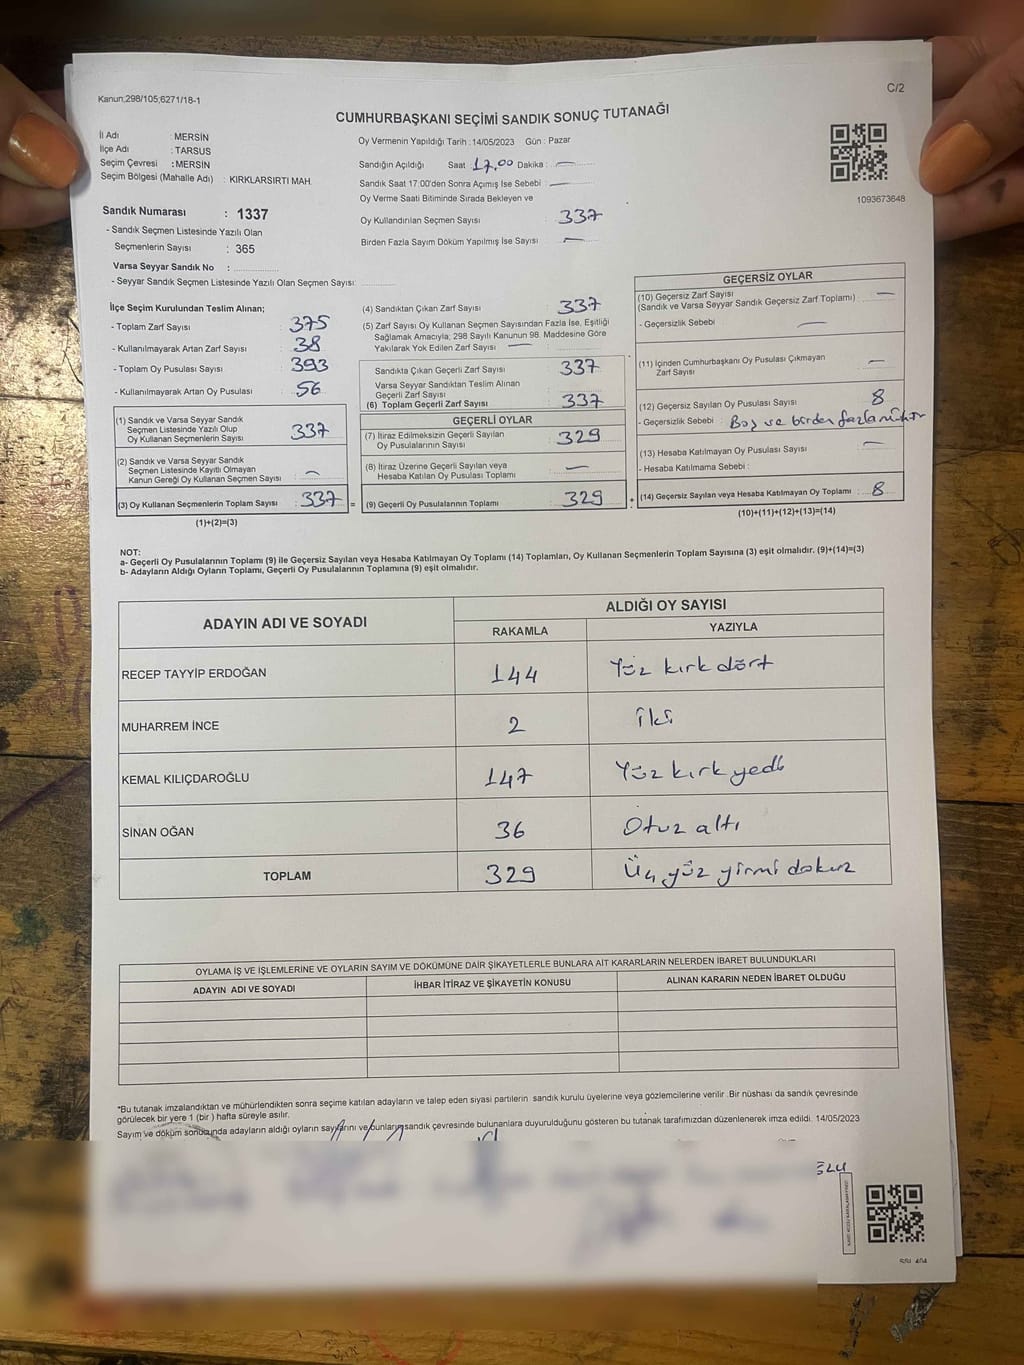 Kanun;298/105;6271/18-1
C/2
CUMHURBAŞKANI SEÇİMİ SANDIK SONUÇ TUTANAĞI
İl Adı : MERSİN
İlçe Adı : TARSUS
Seçim Çevresi : MERSİN
Seçim Bölgesi (Mahalle Adı) : KIRKLARSIRTI MAH.
Oy Vermenin Yapıldığı Tarih : 14/05/2023 Gün : Pazar
Sandığın Açıldığı Saat 17.00 Dakika : —
Sandık Saat 17:00'den Sonra Açımış İse Sebebi : —
Oy Verme Saati Bitiminde Sırada Bekleyen ve
Oy Kullandırılan Seçmen Sayısı : 337
Birden Fazla Sayım Döküm Yapılmış İse Sayısı : —
1093673648
Sandık Numarası : 1337
- Sandık Seçmen Listesinde Yazılı Olan
Seçmenlerin Sayısı : 365
Varsa Seyyar Sandık No : ..............
- Seyyar Sandık Seçmen Listesinde Yazılı Olan Seçmen Sayısı: ..............
İlçe Seçim Kurulundan Teslim Alınan;
- Toplam Zarf Sayısı : 375
- Kullanılmayarak Artan Zarf Sayısı : 38
- Toplam Oy Pusulası Sayısı : 393
- Kullanılmayarak Artan Oy Pusulası : 56
(1) Sandık ve Varsa Seyyar Sandık
Seçmen Listesinde Yazılı Olup
Oy Kullanan Seçmenlerin Sayısı : 337
(2) Sandık ve Varsa Seyyar Sandık
Seçmen Listesinde Kayıtlı Olmayan
Kanun Gereği Oy Kullanan Seçmen Sayısı : —
(3) Oy Kullanan Seçmenlerin Toplam Sayısı : 337 =
(1)+(2)=(3)
(4) Sandıktan Çıkan Zarf Sayısı : 337
(5) Zarf Sayısı Oy Kullanan Seçmen Sayısından Fazla İse, Eşitliği
Sağlamak Amacıyla, 298 Sayılı Kanunun 98. Maddesine Göre
Yakılarak Yok Edilen Zarf Sayısı : —
Sandıkta Çıkan Geçerli Zarf Sayısı : 337
Varsa Seyyar Sandıktan Teslim Alınan
Geçerli Zarf Sayısı :
(6) Toplam Geçerli Zarf Sayısı : 337
GEÇERLİ OYLAR
(7) İtiraz Edilmeksizin Geçerli Sayılan
Oy Pusulalarının Sayısı : 329
(8) İtiraz Üzerine Geçerli Sayılan veya
Hesaba Katılan Oy Pusulası Toplamı : —
(9) Geçerli Oy Pusulalarının Toplamı : 329
GEÇERSİZ OYLAR
(10) Geçersiz Zarf Sayısı
(Sandık ve Varsa Seyyar Sandık Geçersiz Zarf Toplamı) : —
- Geçersizlik Sebebi : —
(11) İçinden Cumhurbaşkanı Oy Pusulası Çıkmayan
Zarf Sayısı : —
(12) Geçersiz Sayılan Oy Pusulası Sayısı : 8
- Geçersizlik Sebebi : Boş ve birden fazla mühür
(13) Hesaba Katılmayan Oy Pusulası Sayısı : —
- Hesaba Katılmama Sebebi :
(14) Geçersiz Sayılan veya Hesaba Katılmayan Oy Toplamı : 8
(10)+(11)+(12)+(13)=(14)
NOT:
a- Geçerli Oy Pusulalarının Toplamı (9) ile Geçersiz Sayılan veya Hesaba Katılmayan Oy Toplamı (14) Toplamları, Oy Kullanan Seçmenlerin Toplam Sayısına (3) eşit olmalıdır. (9)+(14)=(3)
b- Adayların Aldığı Oyların Toplamı, Geçerli Oy Pusulalarının Toplamına (9) eşit olmalıdır.
ADAYIN ADI VE SOYADI
ALDIĞI OY SAYISI
RAKAMLA YAZIYLA
RECEP TAYYİP ERDOĞAN 144 Yüz kırk dört
MUHARREM İNCE 2 İki
KEMAL KILIÇDAROĞLU 147 Yüz kırk yedi
SİNAN OĞAN 36 Otuz altı
TOPLAM 329 Üç yüz yirmi dokuz
OYLAMA İŞ VE İŞLEMLERİNE VE OYLARIN SAYIM VE DÖKÜMÜNE DAİR ŞİKAYETLERLE BUNLARA AİT KARARLARIN NELERDEN İBARET BULUNDUKLARI
ADAYIN ADI VE SOYADI İHBAR İTİRAZ VE ŞİKAYETİN KONUSU ALINAN KARARIN NEDEN İBARET OLDUĞU
*Bu tutanak imzalandıktan ve mühürlendikten sonra seçime katılan adayların ve talep eden siyasi partilerin sandık kurulu üyelerine veya gözlemcilerine verilir .Bir nüshası da sandık çevresinde
görülecek bir yere 1 (bir ) hafta süreyle asılır.
Sayım ve döküm sonucunda adayların aldığı oyların sayılarını ve bunların sandık çevresinde bulunanlara duyurulduğunu gösteren bu tutanak tarafımızdan düzenlenerek imza edildi. 14/05/2023